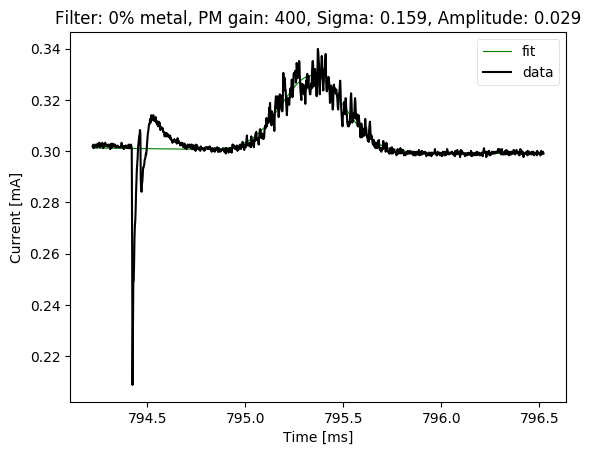 Filter: 0% metal, PM gain: 400, Sigma: 0.159, Amplitude: 0.029
fit
data
0.34
0.32
0.30
0.28
0.26
0.24
0.22
Current [mA]
794.5
795.0
795.5
796.0
796.5
Time [ms]